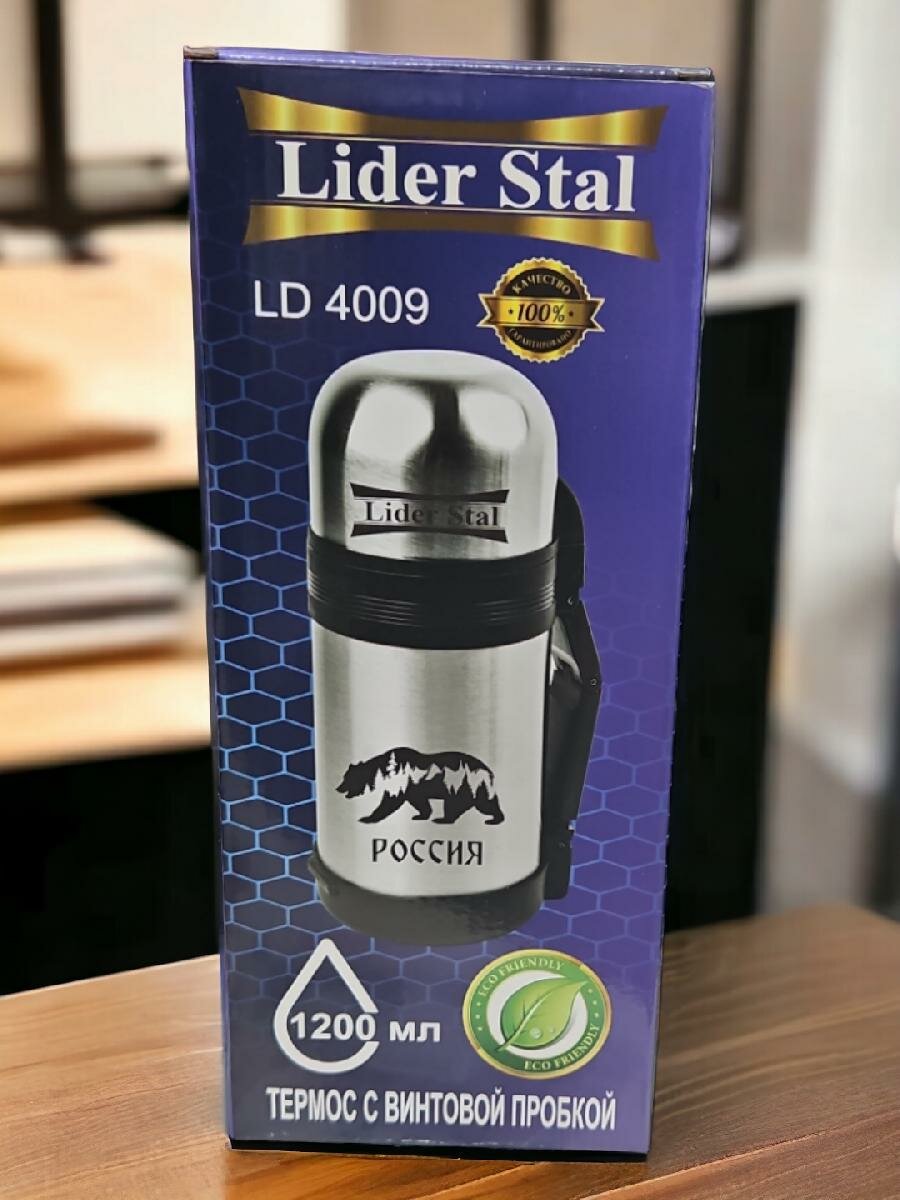 Lider Stal
LD 4009
КАЧЕСТВО
100%
ГАРАНТИРОВАНО
Lider Stal
РОССИЯ
1200 мл
ECO FRIENDLY
ECO FRIENDLY
ТЕРМОС С ВИНТОВОЙ ПРОБКОЙ